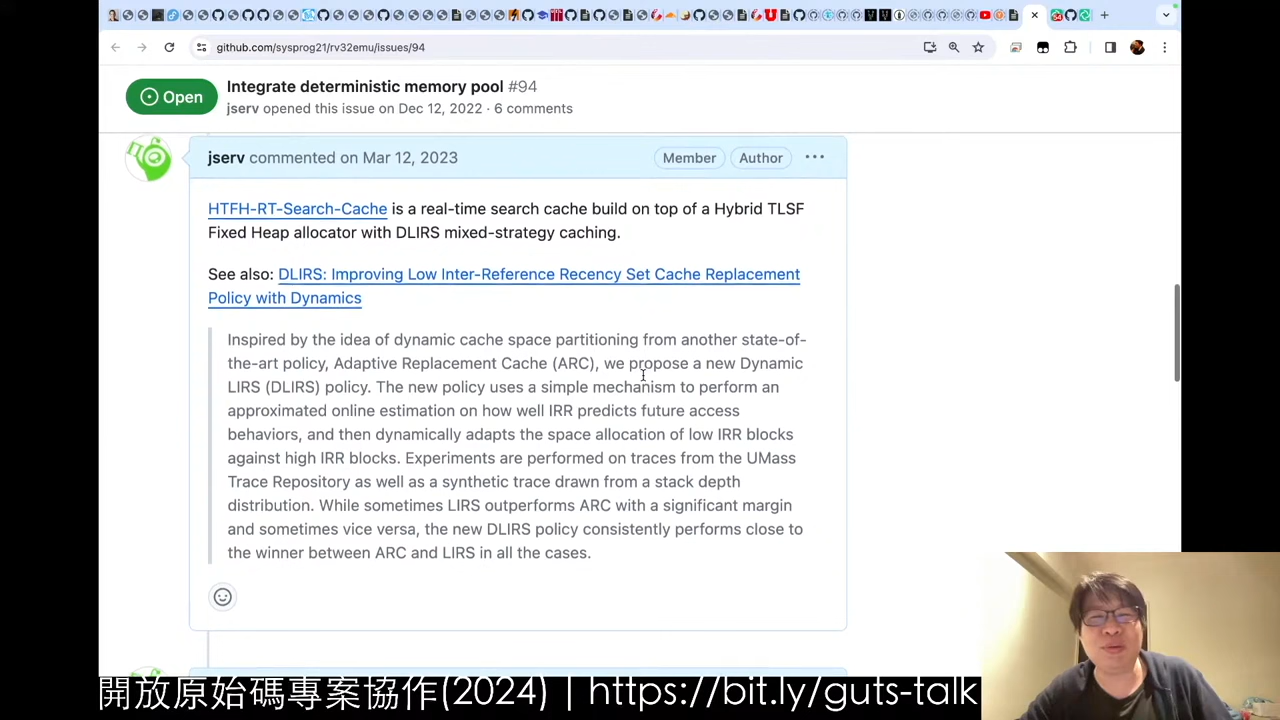 github.com/sysprog21/rv32emu/issues/94
Open
Integrate deterministic memory pool #94
jserv opened this issue on Dec 12, 2022 · 6 comments
jserv commented on Mar 12, 2023
Member
Author
HTFH-RT-Search-Cache is a real-time search cache build on top of a Hybrid TLSF
Fixed Heap allocator with DLIRS mixed-strategy caching.
See also: DLIRS: Improving Low Inter-Reference Recency Set Cache Replacement
Policy with Dynamics
Inspired by the idea of dynamic cache space partitioning from another state-of-
the-art policy, Adaptive Replacement Cache (ARC), we propose a new Dynamic
LIRS (DLIRS) policy. The new policy uses a simple mechanism to perform an
approximated online estimation on how well IRR predicts future access
behaviors, and then dynamically adapts the space allocation of low IRR blocks
against high IRR blocks. Experiments are performed on traces from the UMass
Trace Repository as well as a synthetic trace drawn from a stack depth
distribution. While sometimes LIRS outperforms ARC with a significant margin
and sometimes vice versa, the new DLIRS policy consistently performs close to
the winner between ARC and LIRS in all the cases.
開放原始碼專案協作(2024) | https://bit.ly/guts-talk